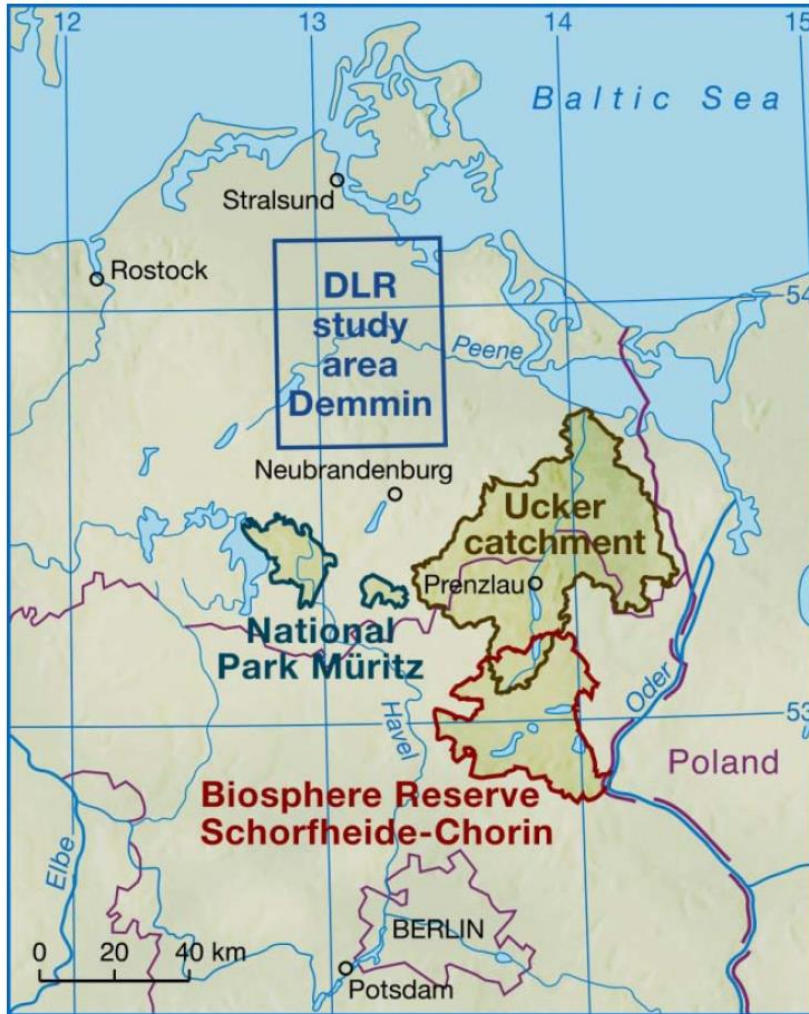 12
13
14
15
Baltic Sea
Stralsund
Rostock
DLR
study
area
Demmin
54
Peene
Neubrandenburg
Ucker
catchment
Prenzlau
National
Park Müritz
Oder
Havel
53
Poland
Biosphere Reserve
Schorfheide-Chorin
Elbe
BERLIN
0 20 40 km
Potsdam